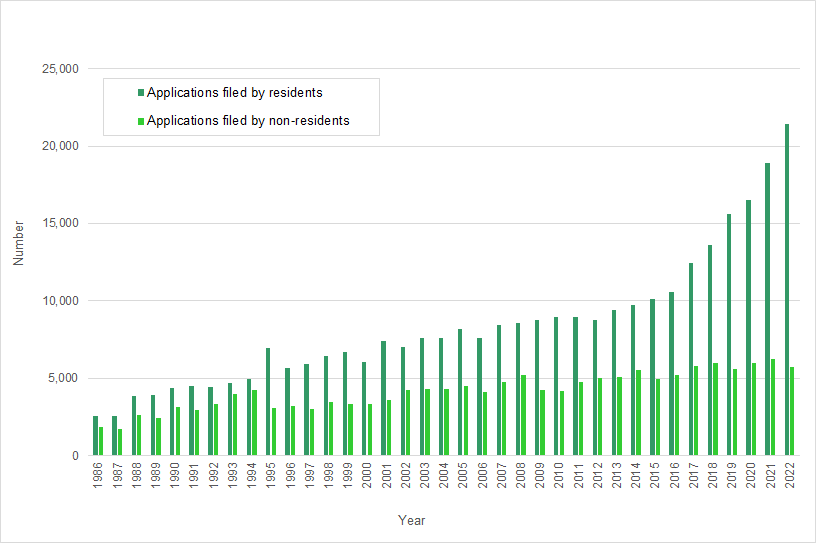 25,000
Applications filed by residents
Applications filed by non-residents
20,000
15,000
Number
10,000
5,000
0
1986 1987 1988 1989 1990 1991 1992 1993 1994 1995 1996 1997 1998 1999 2000 2001 2002 2003 2004 2005 2006 2007 2008 2009 2010 2011 2012 2013 2014 2015 2016 2017 2018 2019 2020 2021 2022
Year